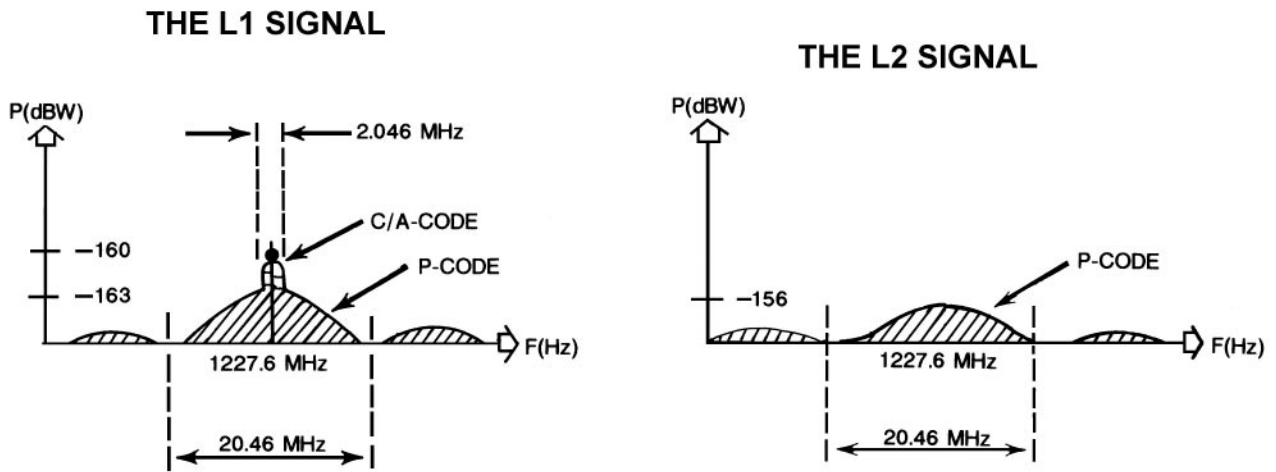 THE L1 SIGNAL
P(dBW)
2.046 MHz
C/A-CODE
−160
P-CODE
−163
F(Hz)
1227.6 MHz
20.46 MHz
THE L2 SIGNAL
P(dBW)
P-CODE
−156
F(Hz)
1227.6 MHz
20.46 MHz